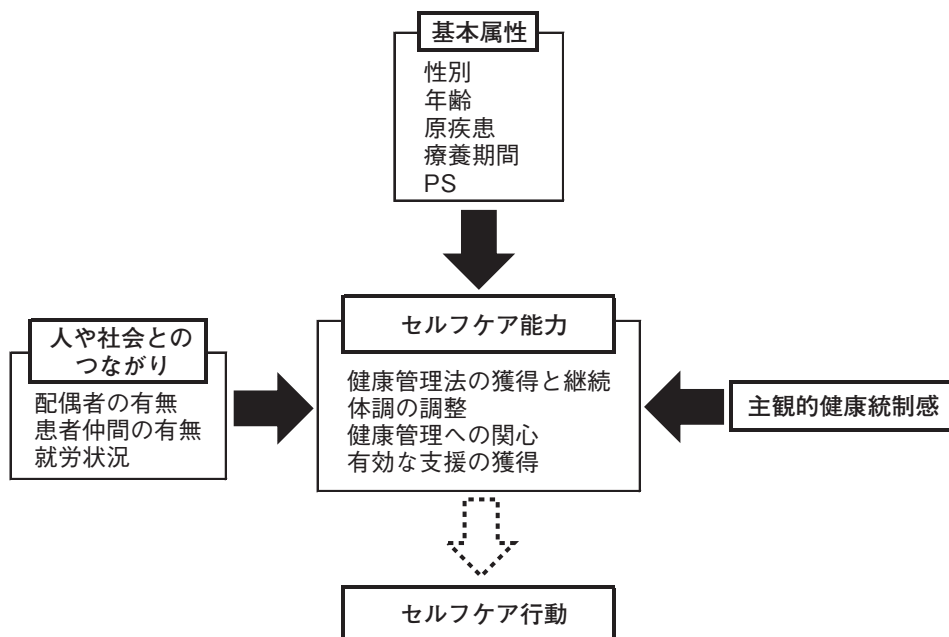 基本属性
性別
年齢
原疾患
療養期間
PS
人や社会との
つながり
配偶者の有無
患者仲間の有無
就労状況
セルフケア能力
健康管理法の獲得と継続
体調の調整
健康管理への関心
有効な支援の獲得
主観的健康統制感
セルフケア行動